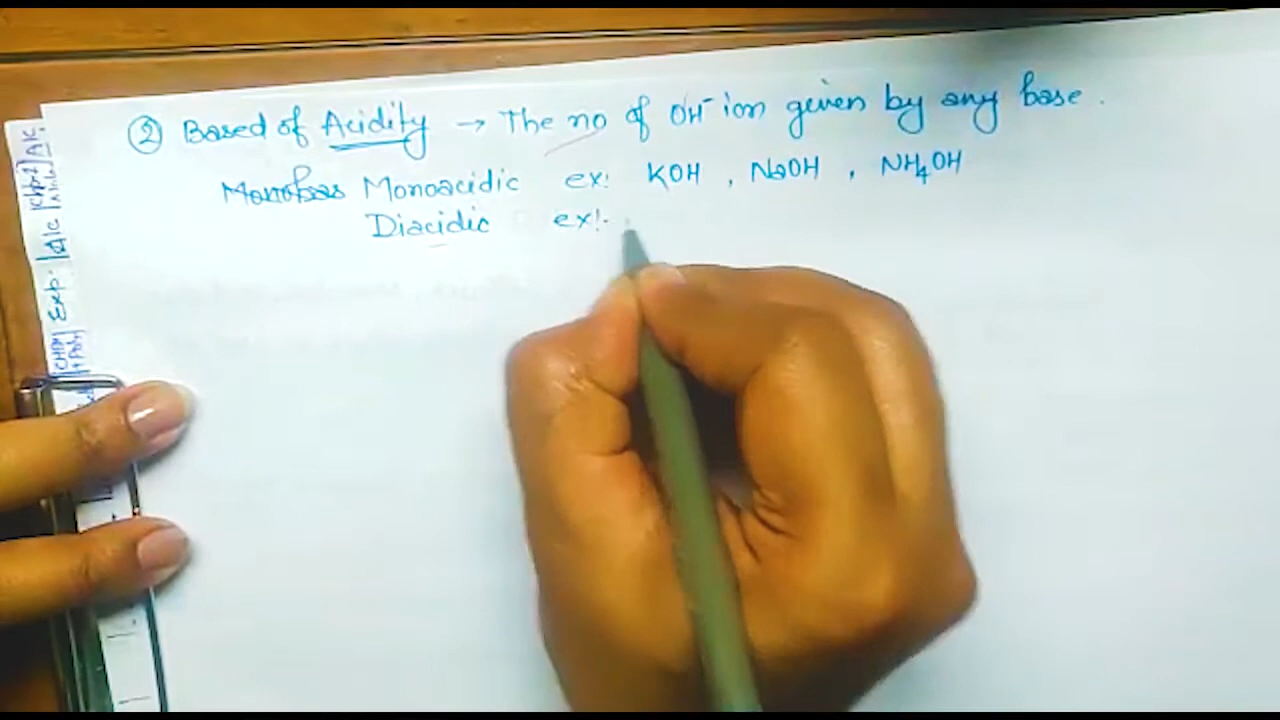 ② Based of Acidity → The no of OH⁻ ion given by any base.
Monoacidic ex: KOH, NaOH, NH₄OH
Diacidic ex:-
Exp.